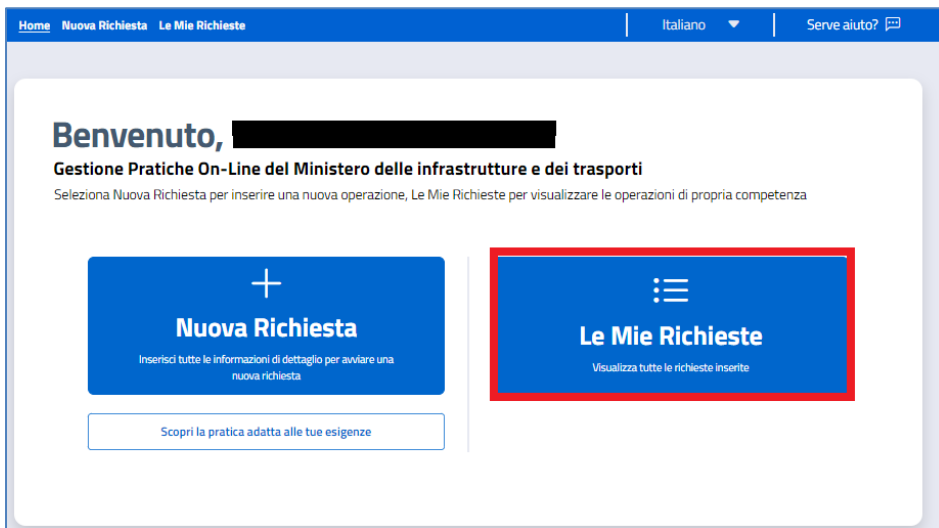 Home Nuova Richiesta Le Mie Richieste Italiano Serve aiuto?
Benvenuto,
Gestione Pratiche On-Line del Ministero delle infrastrutture e dei trasporti
Seleziona Nuova Richiesta per inserire una nuova operazione, Le Mie Richieste per visualizzare le operazioni di propria competenza
Nuova Richiesta
Inserisci tutte le informazioni di dettaglio per avviare una
nuova richiesta
Scopri la pratica adatta alle tue esigenze
Le Mie Richieste
Visualizza tutte le richieste inserite